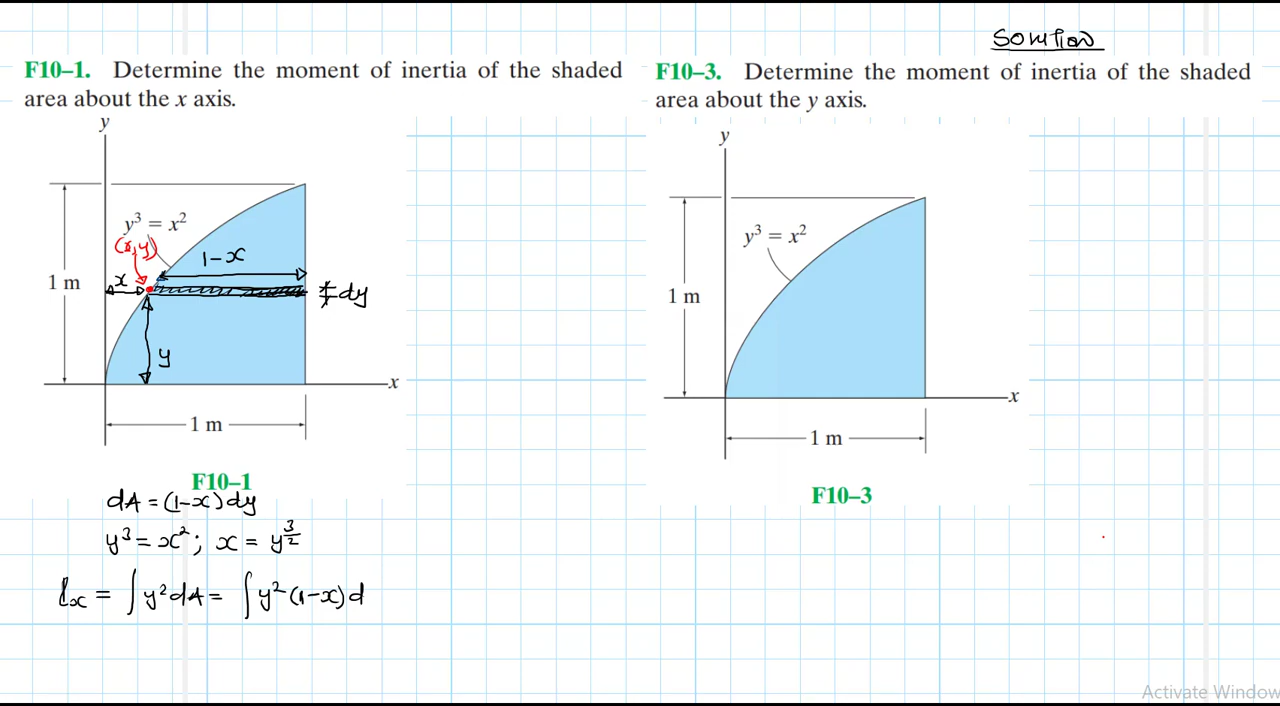 Solution
F10–1. Determine the moment of inertia of the shaded
area about the x axis.
y
y³ = x²
(x,y)
1–x
x
1 m
dy
y
x
1 m
F10–1
dA = (1–x)dy
y³ = x² ; x = y^(3/2)
Ix = ∫ y² dA = ∫ y² (1–x) d
F10–3. Determine the moment of inertia of the shaded
area about the y axis.
y
y³ = x²
1 m
x
1 m
F10–3
Activate Window